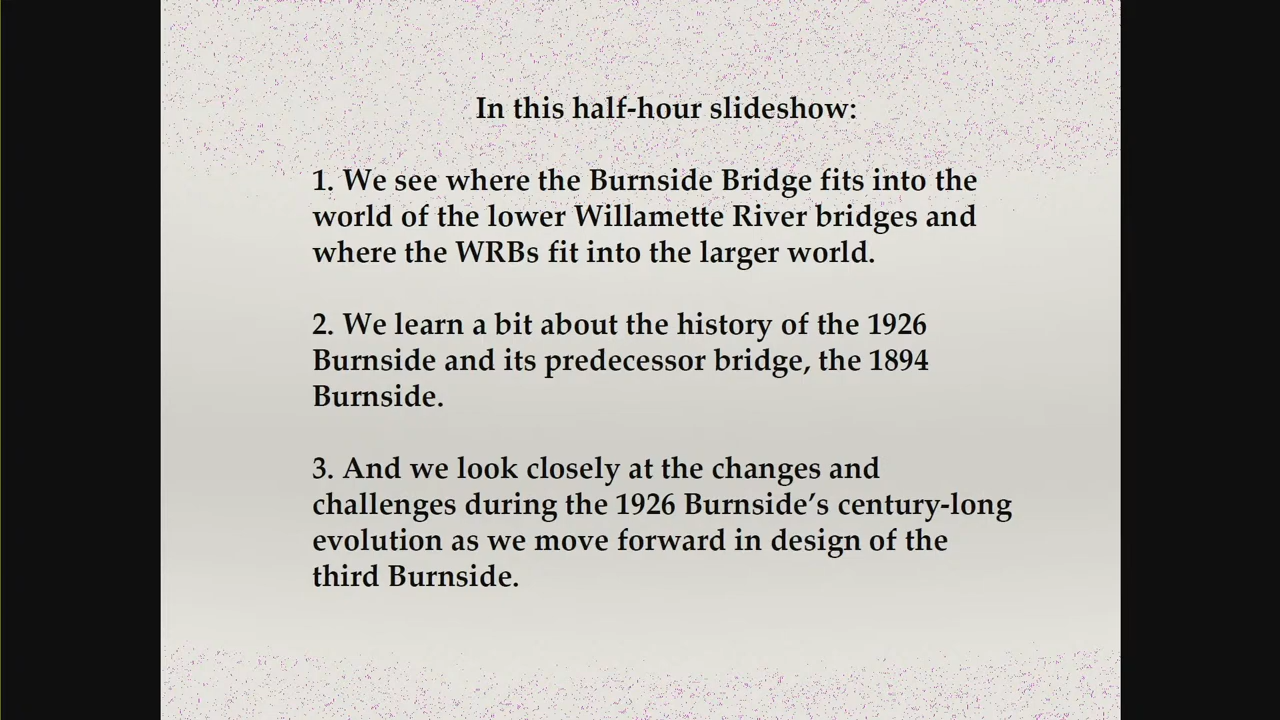 In this half-hour slideshow:
1. We see where the Burnside Bridge fits into the
world of the lower Willamette River bridges and
where the WRBs fit into the larger world.
2. We learn a bit about the history of the 1926
Burnside and its predecessor bridge, the 1894
Burnside.
3. And we look closely at the changes and
challenges during the 1926 Burnside’s century-long
evolution as we move forward in design of the
third Burnside.